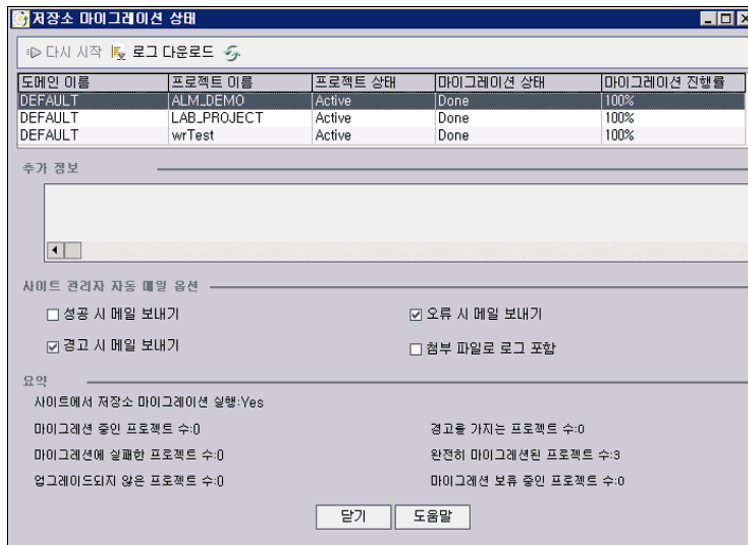 저장소 마이그레이션 상태
다시 시작 로그 다운로드
도메인 이름 프로젝트 이름 프로젝트 상태 마이그레이션 상태 마이그레이션 진행률
DEFAULT ALM_DEMO Active Done 100%
DEFAULT LAB_PROJECT Active Done 100%
DEFAULT wrTest Active Done 100%
추가 정보
사이트 관리자 자동 메일 옵션
성공 시 메일 보내기 오류 시 메일 보내기
경고 시 메일 보내기 첨부 파일로 로그 포함
요약
사이트에서 저장소 마이그레이션 실행:Yes
마이그레션 중인 프로젝트 수:0 경고를 가지는 프로젝트 수:0
마이그레이션에 실패한 프로젝트 수:0 완전히 마이그레션된 프로젝트 수:3
업그레이드되지 않은 프로젝트 수:0 마이그레션 보류 중인 프로젝트 수:0
닫기 도움말